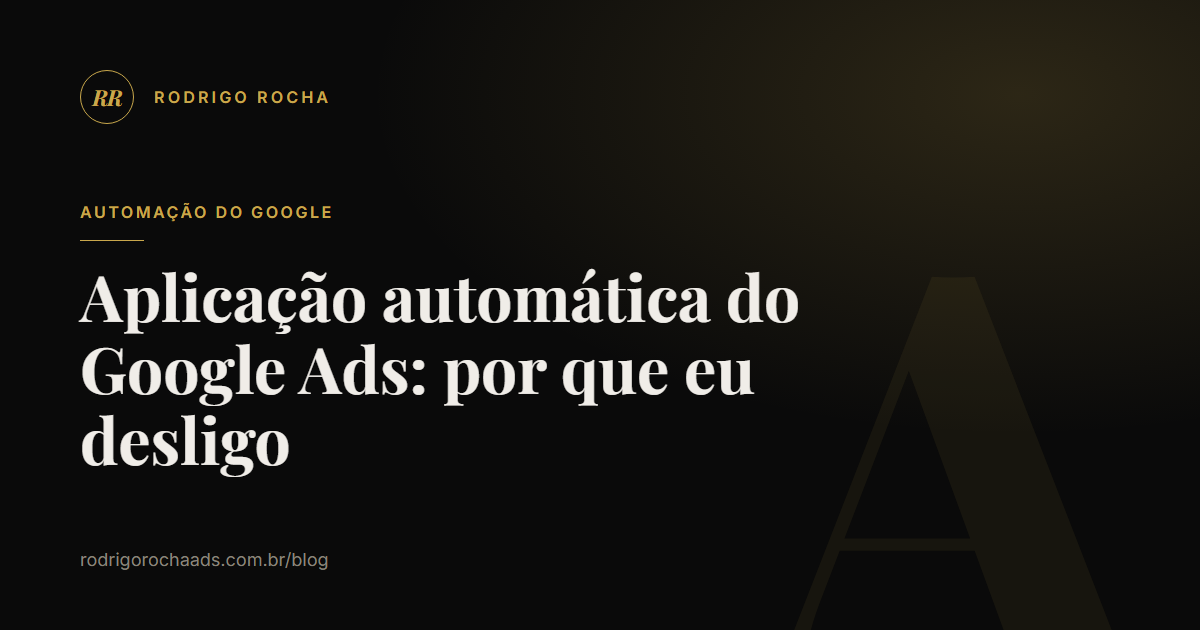 RR
RODRIGO ROCHA
AUTOMAÇÃO DO GOOGLE
Aplicação automática do
Google Ads: por que eu
desligo
rodrigorochaads.com.br/blog
A